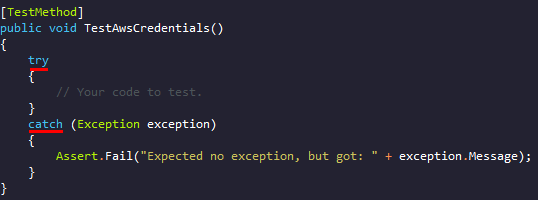 [TestMethod]
public void TestAwsCredentials()
{
try
{
// Your code to test.
}
catch (Exception exception)
{
Assert.Fail("Expected no exception, but got: " + exception.Message);
}
}